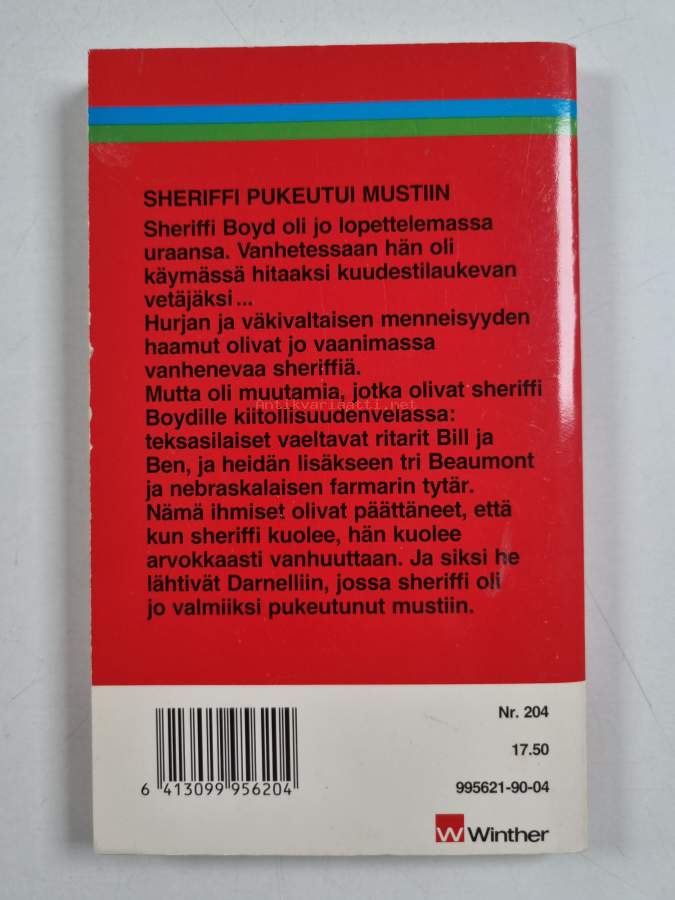 SHERIFFI PUKEUTUI MUSTIIN
Sheriffi Boyd oli jo lopettelemassa
uraansa. Vanhetessaan hän oli
käymässä hitaaksi kuudestilaukevan
vetäjäksi...
Hurjan ja väkivaltaisen menneisyyden
haamut olivat jo vaanimassa
vanhenevaa sheriffiä.
Mutta oli muutamia, jotka olivat sheriffi
Antikvariaatti.net
Boydille kiitollisuudenvelassa:
teksasilaiset vaeltavat ritarit Bill ja
Ben, ja heidän lisäkseen tri Beaumont
ja nebraskalaisen farmarin tytär.
Nämä ihmiset olivat päättäneet, että
kun sheriffi kuolee, hän kuolee
arvokkaasti vanhuuttaan. Ja siksi he
lähtivät Darnelliin, jossa sheriffi oli
jo valmiiksi pukeutunut mustiin.
Nr. 204
17.50
995621-90-04
6 413099 956204
W Winther